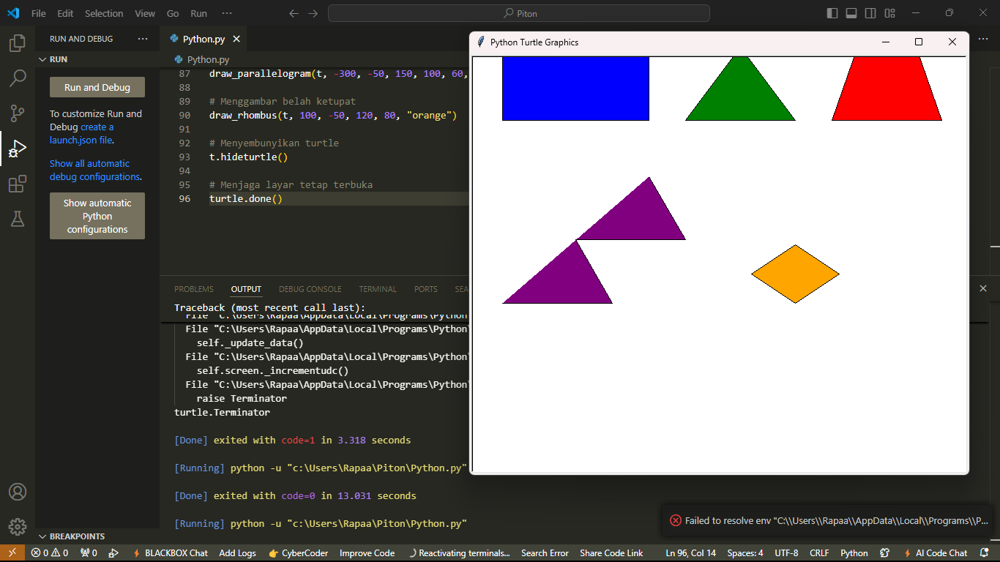 File Edit Selection View Go Run ··· Piton
RUN AND DEBUG ···
RUN
Run and Debug
To customize Run and
Debug create a
launch.json file.
Show all automatic
debug configurations.
Show automatic
Python
configurations
BREAKPOINTS
Python.py
Python.py
87 draw_parallelogram(t, -300, -50, 150, 100, 60,
88
89 # Menggambar belah ketupat
90 draw_rhombus(t, 100, -50, 120, 80, "orange")
91
92 # Menyembunyikan turtle
93 t.hideturtle()
94
95 # Menjaga layar tetap terbuka
96 turtle.done()
PROBLEMS OUTPUT DEBUG CONSOLE TERMINAL PORTS SEA
Traceback (most recent call last):
File "C:\Users\Rapaa\AppData\Local\Programs\Python
File "C:\Users\Rapaa\AppData\Local\Programs\Python\
self._update_data()
File "C:\Users\Rapaa\AppData\Local\Programs\Python\
self.screen._incrementudc()
File "C:\Users\Rapaa\AppData\Local\Programs\Python\
raise Terminator
turtle.Terminator
[Done] exited with code=1 in 3.318 seconds
[Running] python -u "c:\Users\Rapaa\Piton\Python.py"
[Done] exited with code=0 in 13.031 seconds
[Running] python -u "c:\Users\Rapaa\Piton\Python.py"
Python Turtle Graphics
Failed to resolve env "C:\\Users\\Rapaa\\AppData\\Local\\Programs\\P...
0 0 0 BLACKBOX Chat Add Logs CyberCoder Improve Code Reactivating terminals... Search Error Share Code Link Ln 96, Col 14 Spaces: 4 UTF-8 CRLF Python AI Code Chat